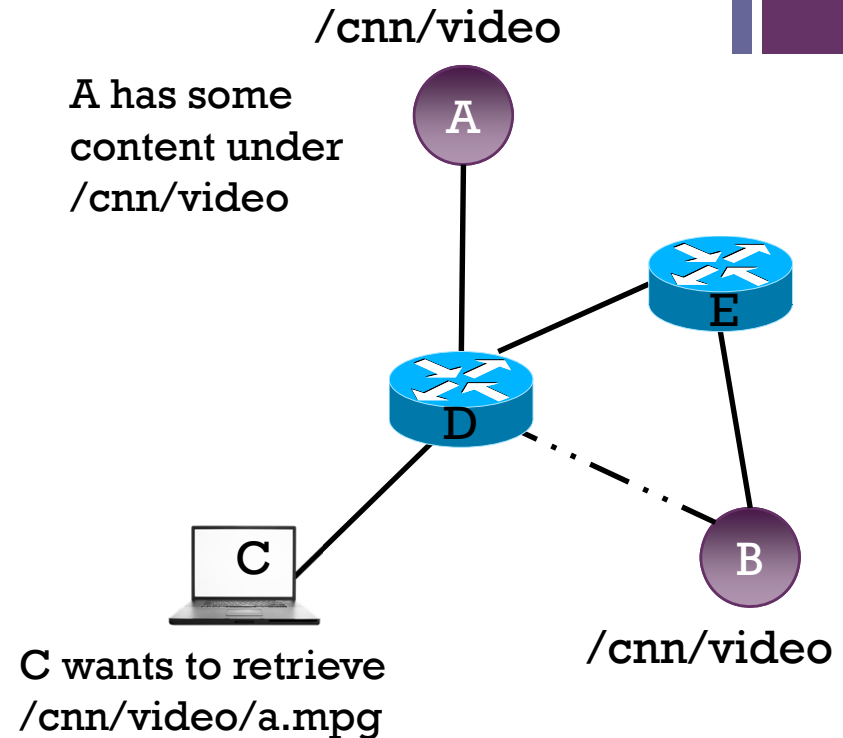 /cnn/video
A has some
content under
/cnn/video
A
E
D
C
B
/cnn/video
C wants to retrieve
/cnn/video/a.mpg